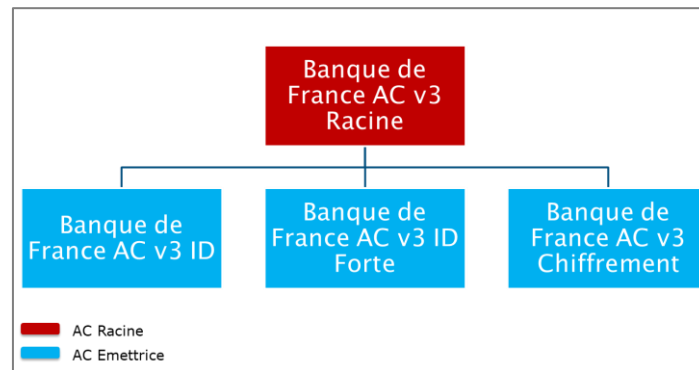 Banque de
France AC v3
Racine
Banque de
France AC v3 ID
Banque de
France AC v3 ID
Forte
Banque de
France AC v3
Chiffrement
AC Racine
AC Emettrice